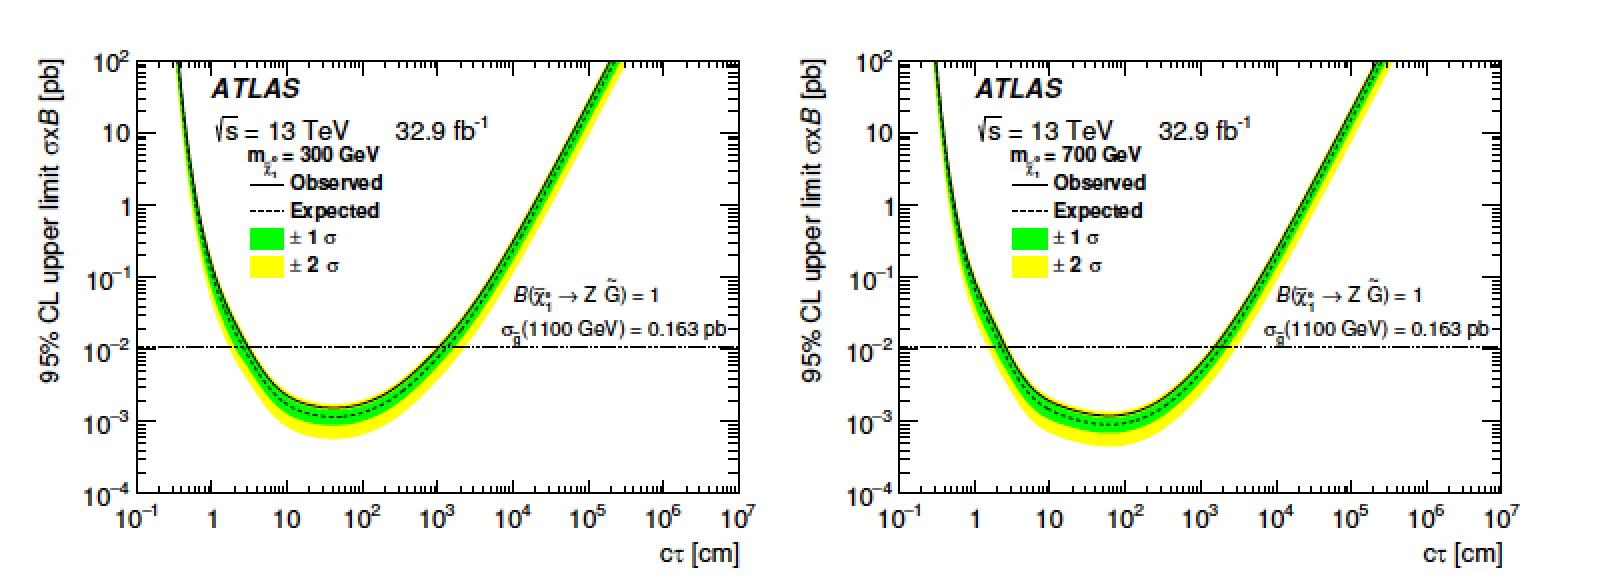 95% CL upper limit σxB [pb]
10²
10
1
10⁻¹
10⁻²
10⁻³
10⁻⁴
ATLAS
√s = 13 TeV 32.9 fb⁻¹
m_χ̃₁⁰ = 300 GeV
Observed
Expected
± 1 σ
± 2 σ
B(χ̃₁⁰ → Z G̃) = 1
σ_g̃(1100 GeV) = 0.163 pb
10⁻¹ 1 10 10² 10³ 10⁴ 10⁵ 10⁶ 10⁷
cτ [cm]
95% CL upper limit σxB [pb]
10²
10
1
10⁻¹
10⁻²
10⁻³
10⁻⁴
ATLAS
√s = 13 TeV 32.9 fb⁻¹
m_χ̃₁⁰ = 700 GeV
Observed
Expected
± 1 σ
± 2 σ
B(χ̃₁⁰ → Z G̃) = 1
σ_g̃(1100 GeV) = 0.163 pb
10⁻¹ 1 10 10² 10³ 10⁴ 10⁵ 10⁶ 10⁷
cτ [cm]